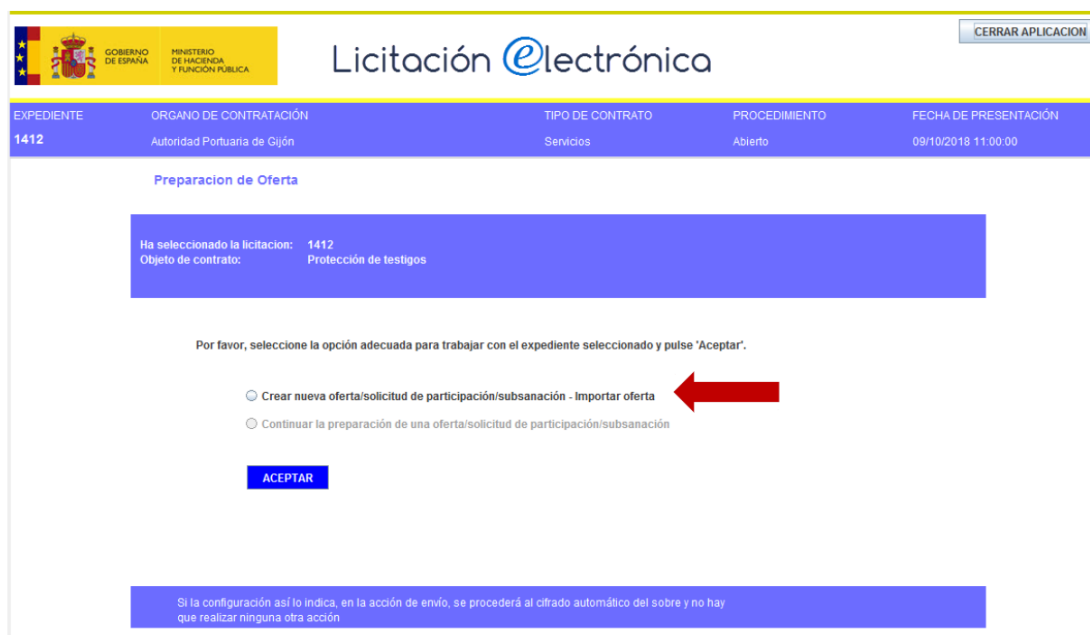 GOBIERNO
DE ESPAÑA
MINISTERIO
DE HACIENDA
Y FUNCIÓN PÚBLICA
Licitación electrónica
CERRAR APLICACION
EXPEDIENTE ORGANO DE CONTRATACIÓN TIPO DE CONTRATO PROCEDIMIENTO FECHA DE PRESENTACIÓN
1412 Autoridad Portuaria de Gijón Servicios Abierto 09/10/2018 11:00:00
Preparacion de Oferta
Ha seleccionado la licitacion: 1412
Objeto de contrato: Protección de testigos
Por favor, seleccione la opción adecuada para trabajar con el expediente seleccionado y pulse 'Aceptar'.
Crear nueva oferta/solicitud de participación/subsanación - Importar oferta
Continuar la preparación de una oferta/solicitud de participación/subsanación
ACEPTAR
Si la configuración así lo indica, en la acción de envío, se procederá al cifrado automático del sobre y no hay
que realizar ninguna otra acción